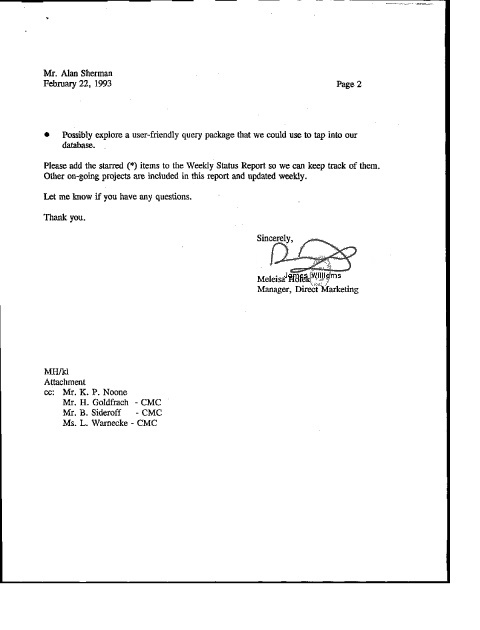 Mr. Alan Sherman
February 22, 1993
Page 2
● Possibly explore a user-friendly query package that we could use to tap into our
database.
Please add the starred (*) items to the Weekly Status Report so we can keep track of them.
Other on-going projects are included in this report and updated weekly.
Let me know if you have any questions.
Thank you.
Sincerely,
James Williams
Meleisa
Manager, Direct Marketing
MH/ki
Attachment
cc: Mr. K. P. Noone
Mr. H. Goldfrach - CMC
Mr. B. Sideroff - CMC
Ms. L. Warnecke - CMC